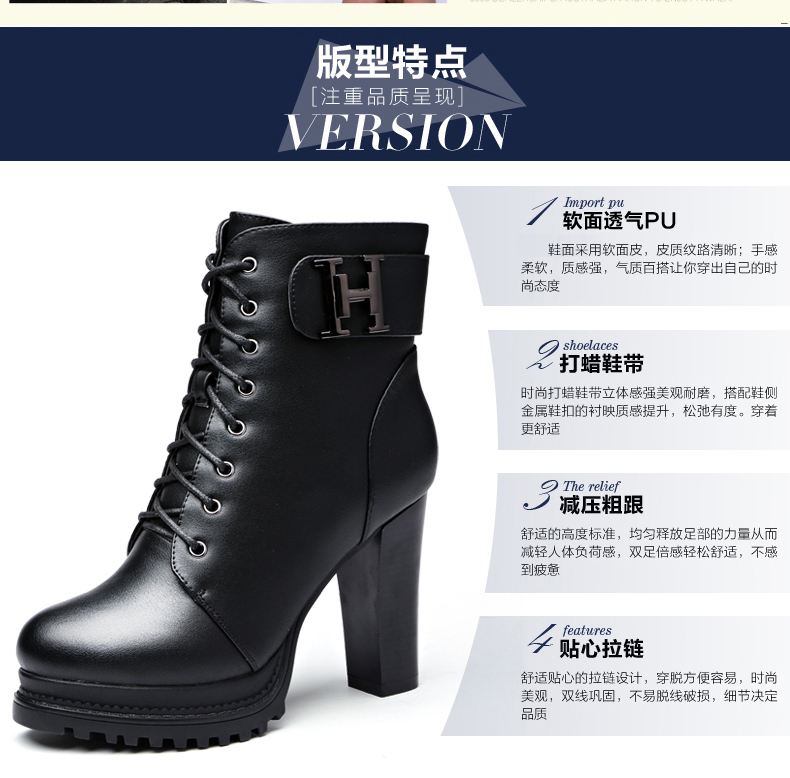 版型特点
[注重品质呈现]
VERSION
H
1 Import pu
软面透气PU
鞋面采用软面皮，皮质纹路清晰；手感
柔软，质感强，气质百搭让你穿出自己的时
尚态度
2 shoelaces
打蜡鞋带
时尚打蜡鞋带立体感强美观耐磨，搭配鞋侧
金属鞋扣的衬映质感提升，松弛有度。穿着
更舒适
3 The relief
减压粗跟
舒适的高度标准，均匀释放足部的力量从而
减轻人体负荷感，双足倍感轻松舒适，不感
到疲惫
4 features
贴心拉链
舒适贴心的拉链设计，穿脱方便容易，时尚
美观，双线巩固，不易脱线破损，细节决定
品质